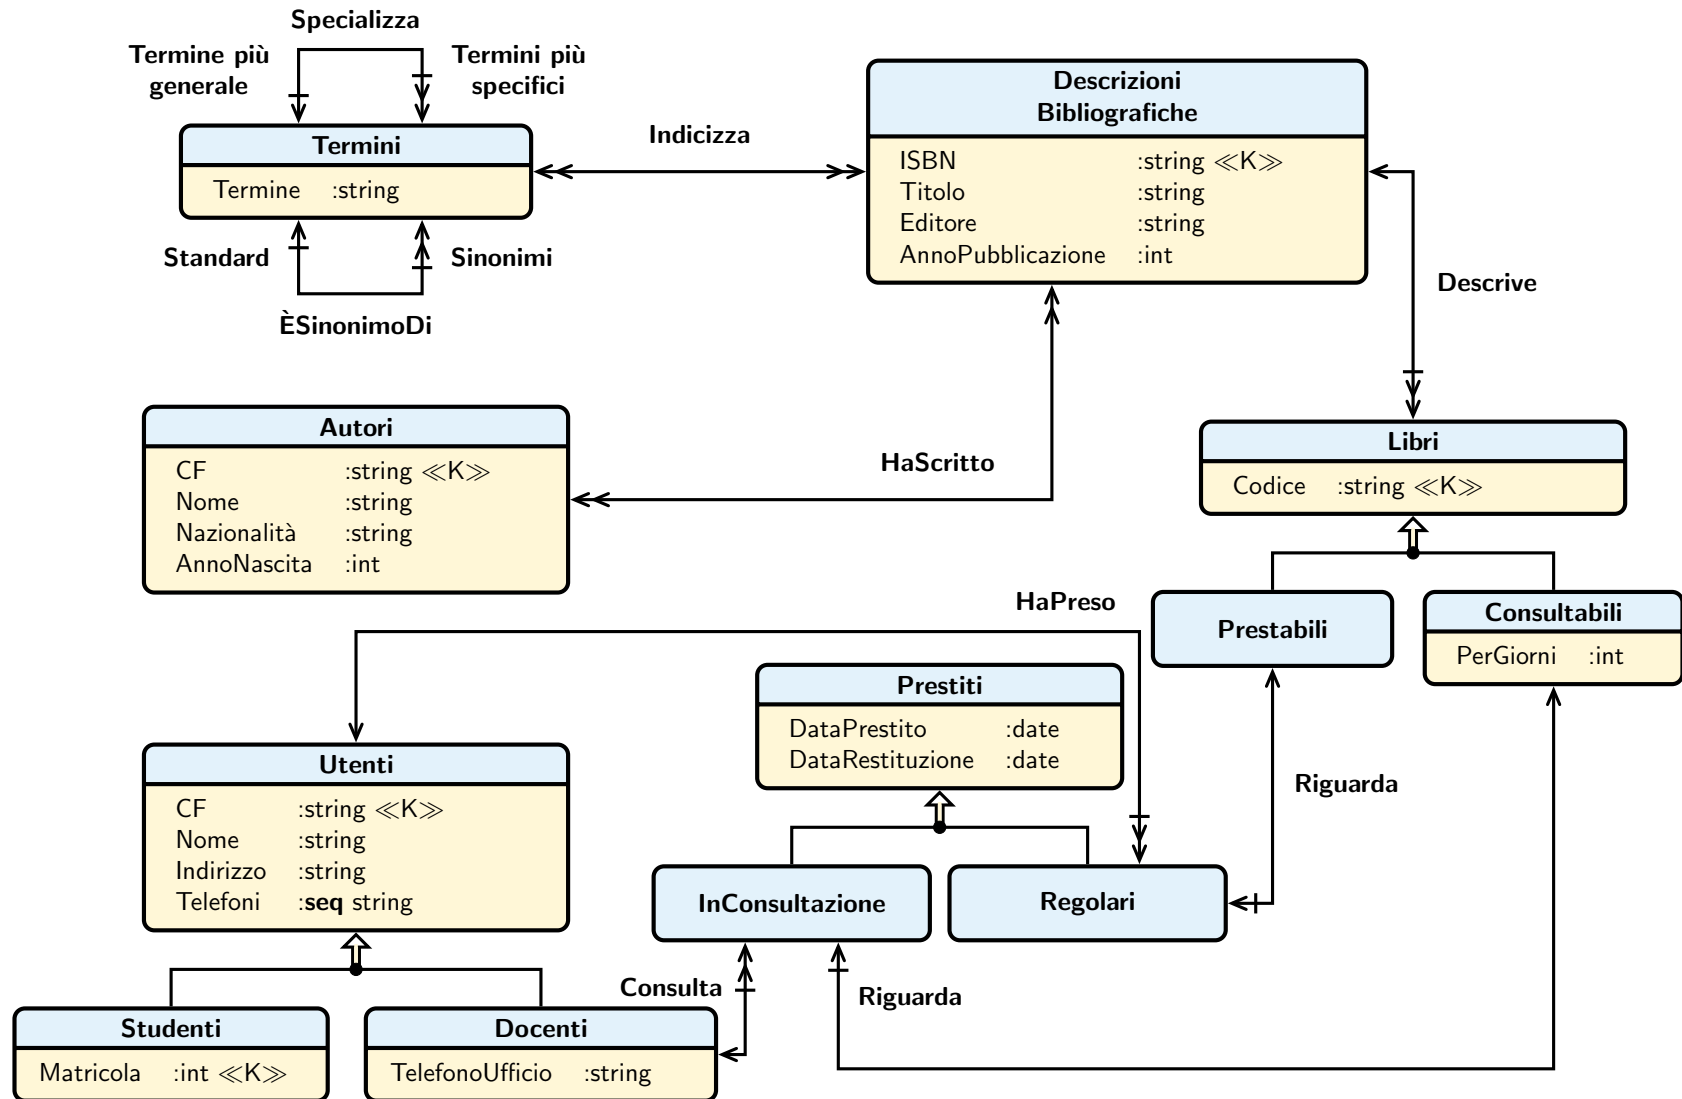 Specializza
Termine più
generale
Termini più
specifici
Termini
Termine :string
Standard
Sinonimi
ÈSinonimoDi
Indicizza
Descrizioni
Bibliografiche
ISBN :string ≪K≫
Titolo :string
Editore :string
AnnoPubblicazione :int
Descrive
Autori
CF :string ≪K≫
Nome :string
Nazionalità :string
AnnoNascita :int
HaScritto
Libri
Codice :string ≪K≫
HaPreso
Prestabili
Consultabili
PerGiorni :int
Prestiti
DataPrestito :date
DataRestituzione :date
Utenti
CF :string ≪K≫
Nome :string
Indirizzo :string
Telefoni :seq string
Riguarda
InConsultazione
Regolari
Consulta
Riguarda
Studenti
Matricola :int ≪K≫
Docenti
TelefonoUfficio :string